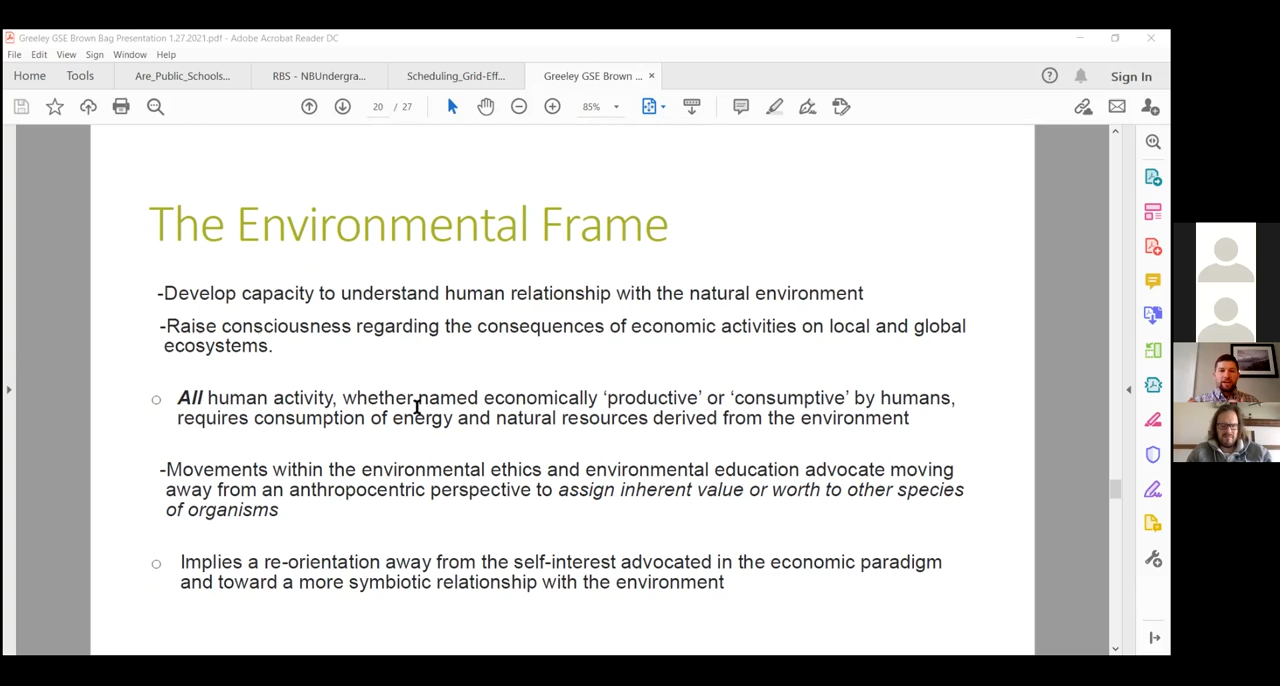 Greeley GSE Brown Bag Presentation 1.27.2021.pdf - Adobe Acrobat Reader DC
File Edit View Sign Window Help
Home Tools Are_Public_Schools... RBS - NBUndergra... Scheduling_Grid-Eff... Greeley GSE Brown ... × Sign In
20 / 27 85%
The Environmental Frame
-Develop capacity to understand human relationship with the natural environment
-Raise consciousness regarding the consequences of economic activities on local and global
ecosystems.
All human activity, whether named economically ‘productive’ or ‘consumptive’ by humans,
requires consumption of energy and natural resources derived from the environment
-Movements within the environmental ethics and environmental education advocate moving
away from an anthropocentric perspective to assign inherent value or worth to other species
of organisms
Implies a re-orientation away from the self-interest advocated in the economic paradigm
and toward a more symbiotic relationship with the environment